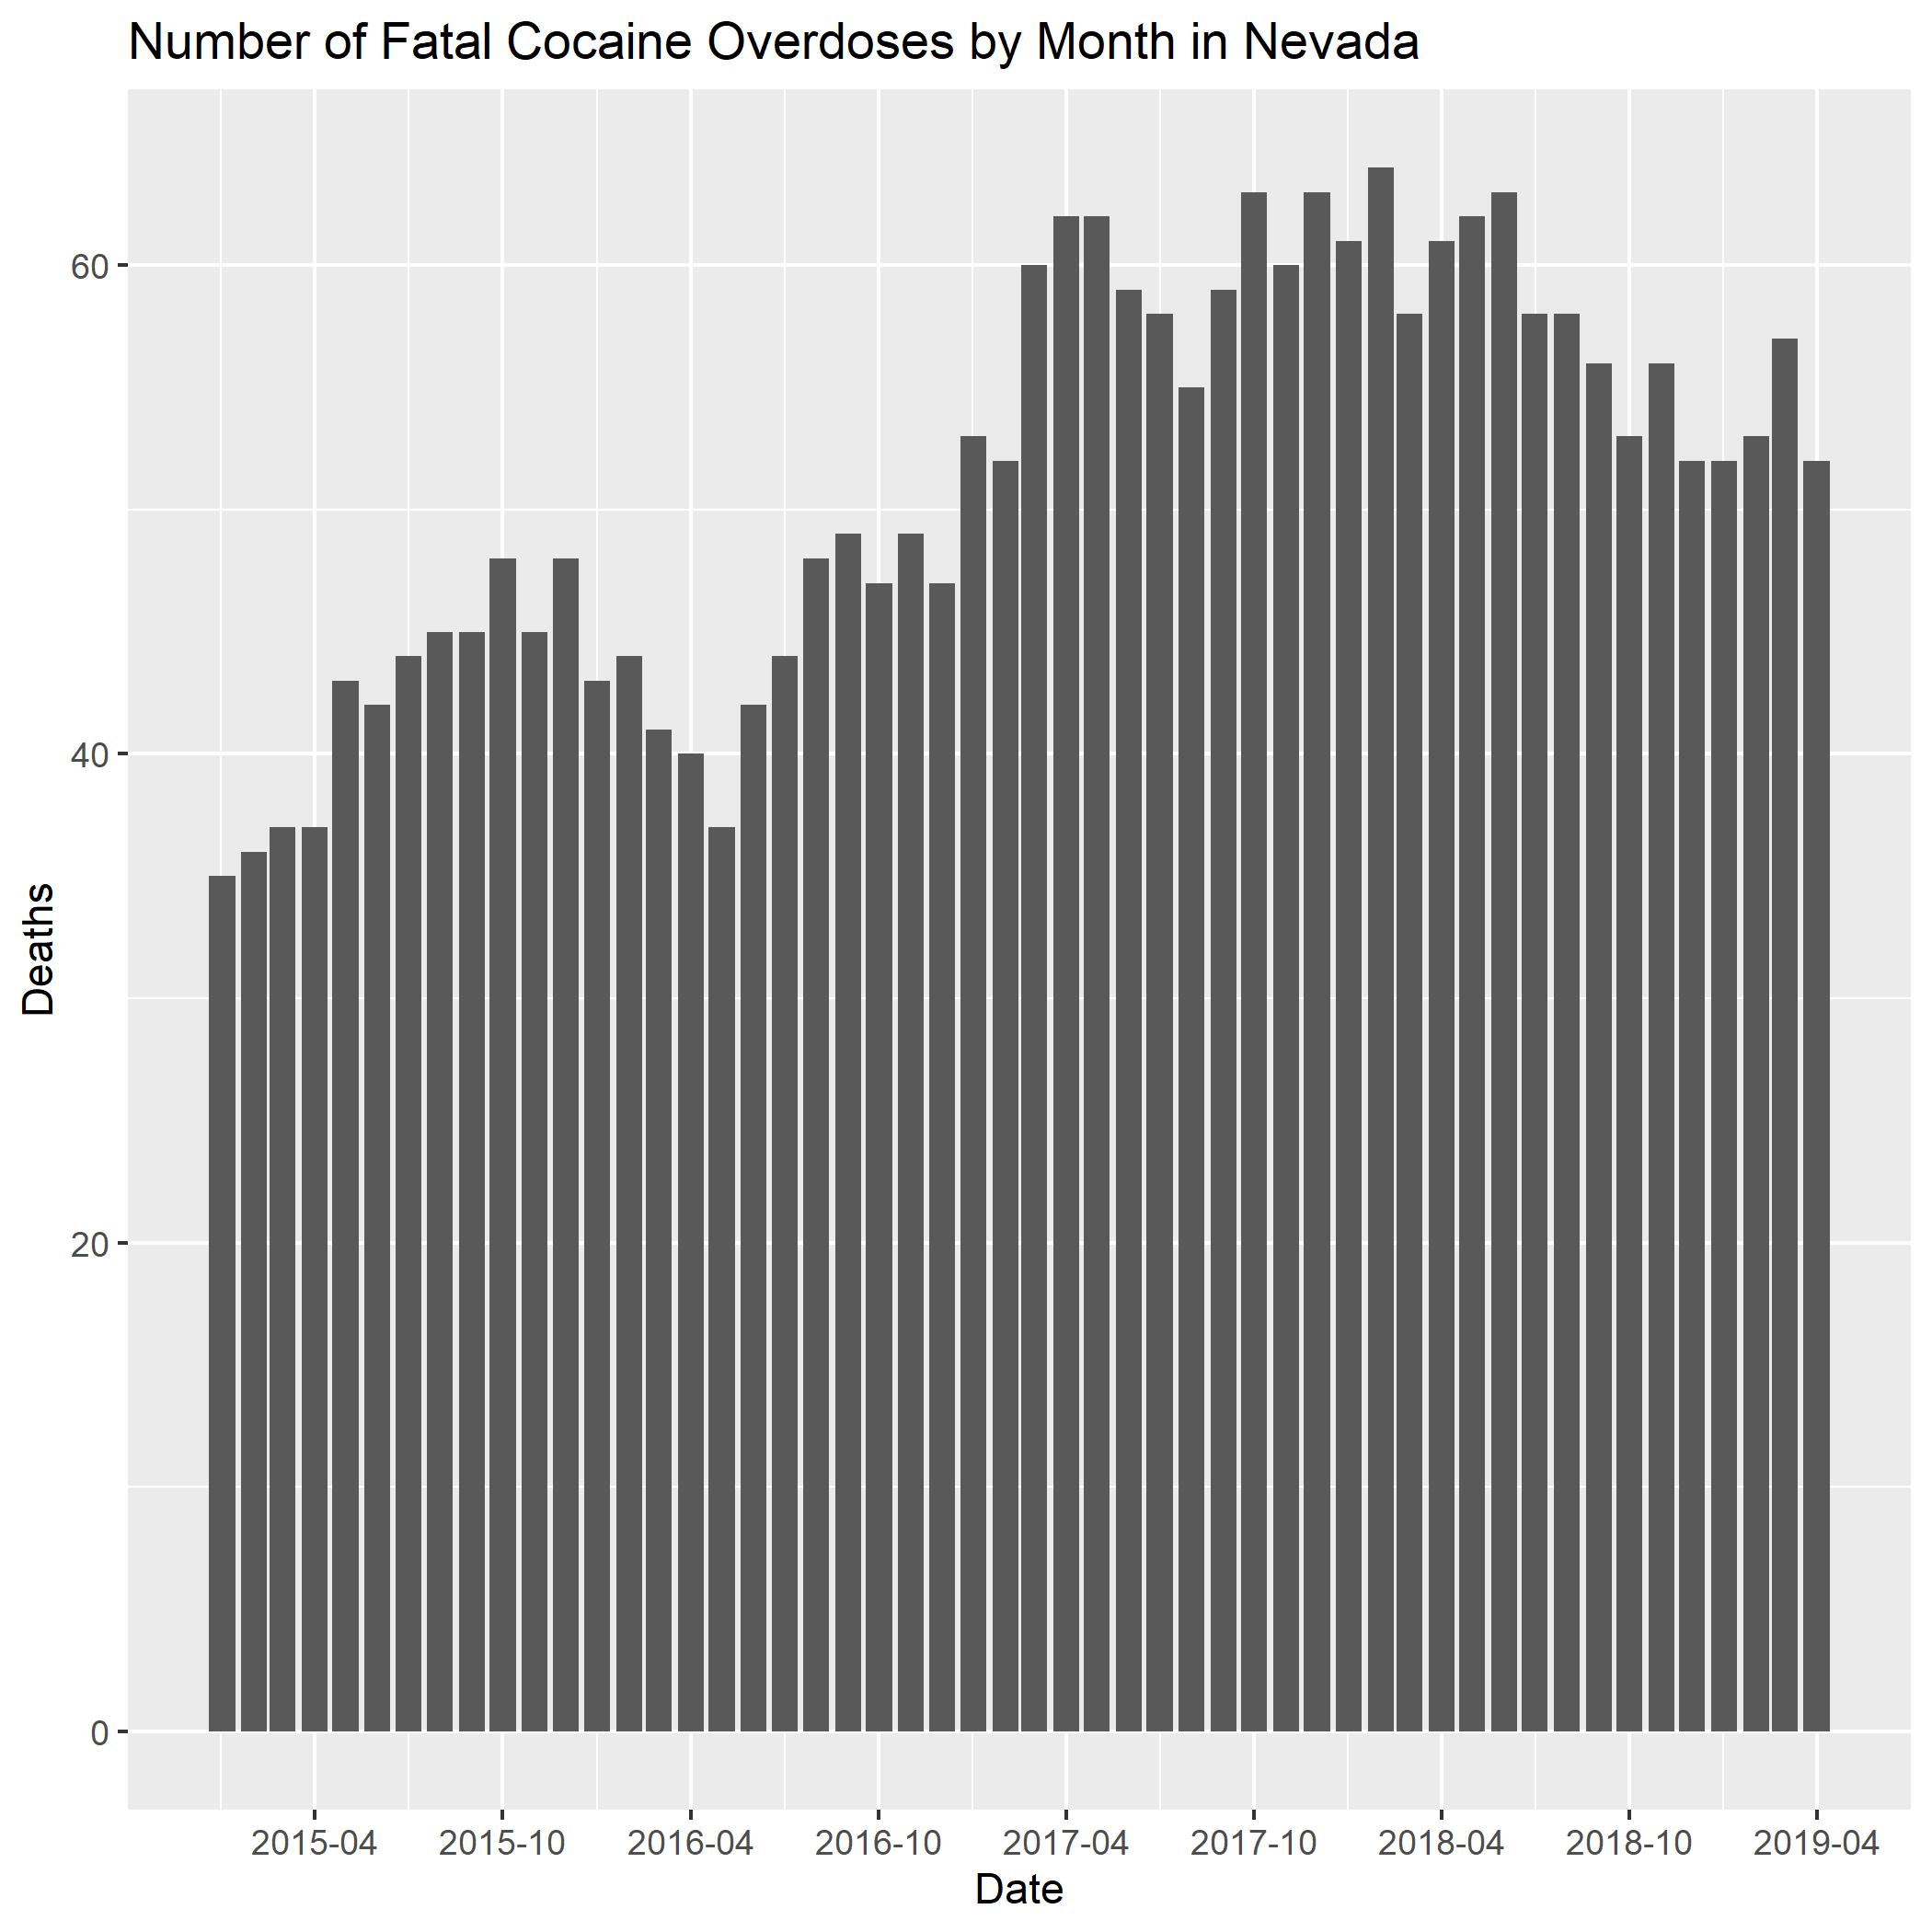 Number of Fatal Cocaine Overdoses by Month in Nevada
60
40
20
0
Deaths
2015-04 2015-10 2016-04 2016-10 2017-04 2017-10 2018-04 2018-10 2019-04
Date